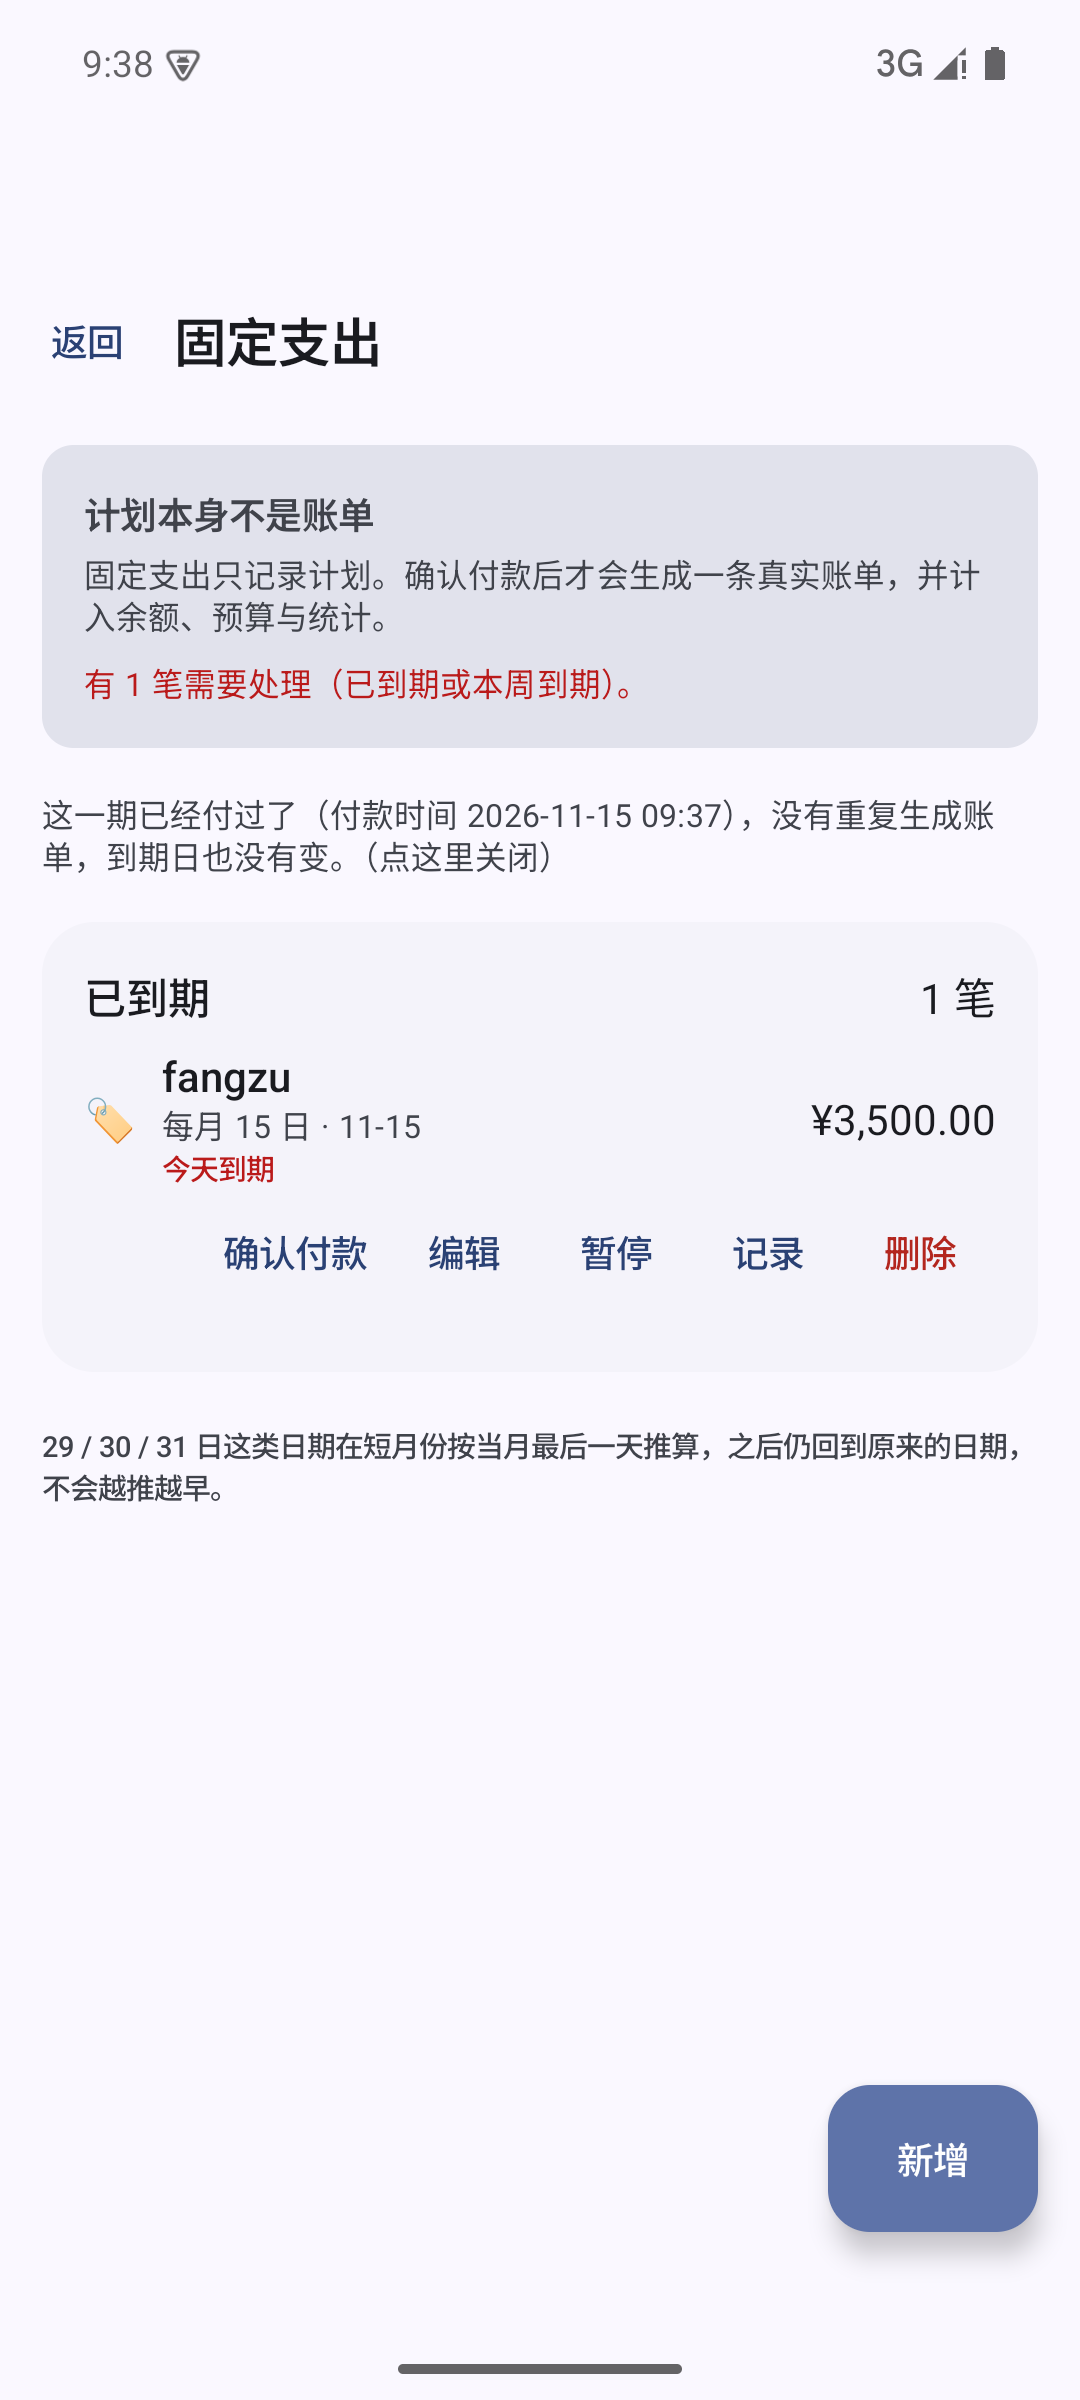 9:38
3G
返回
固定支出
计划本身不是账单
固定支出只记录计划。确认付款后才会生成一条真实账单，并计
入余额、预算与统计。
有 1 笔需要处理（已到期或本周到期）。
这一期已经付过了（付款时间 2026-11-15 09:37），没有重复生成账
单，到期日也没有变。（点这里关闭）
已到期
1 笔
fangzu
每月 15 日 · 11-15
¥3,500.00
今天到期
确认付款 编辑 暂停 记录 删除
29 / 30 / 31 日这类日期在短月份按当月最后一天推算，之后仍回到原来的日期，
不会越推越早。
新增